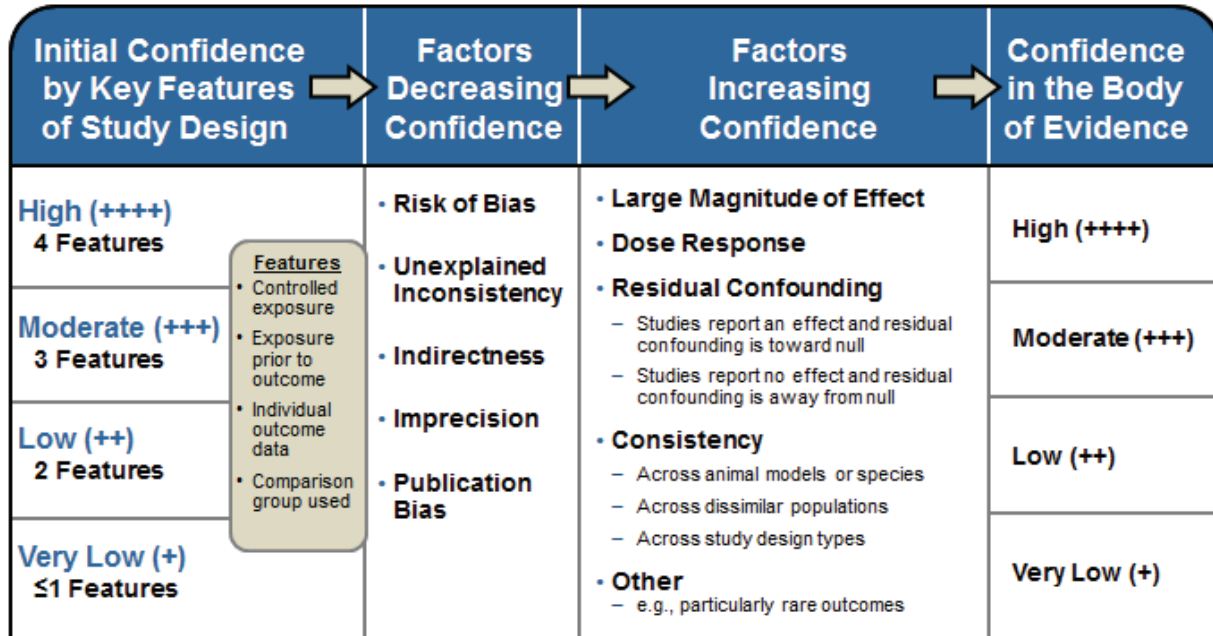 Initial Confidence
by Key Features
of Study Design
Factors
Decreasing
Confidence
Factors
Increasing
Confidence
Confidence
in the Body
of Evidence
High (++++)
4 Features
Moderate (+++)
3 Features
Low (++)
2 Features
Very Low (+)
≤1 Features
Features
• Controlled
exposure
• Exposure
prior to
outcome
• Individual
outcome
data
• Comparison
group used
• Risk of Bias
• Unexplained
Inconsistency
• Indirectness
• Imprecision
• Publication
Bias
• Large Magnitude of Effect
• Dose Response
• Residual Confounding
– Studies report an effect and residual
confounding is toward null
– Studies report no effect and residual
confounding is away from null
• Consistency
– Across animal models or species
– Across dissimilar populations
– Across study design types
• Other
– e.g., particularly rare outcomes
High (++++)
Moderate (+++)
Low (++)
Very Low (+)